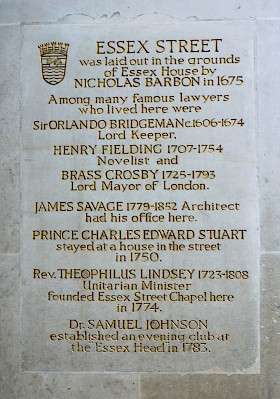 ESSEX STREET
was laid out in the grounds
of Essex House by
NICHOLAS BARBON in 1675
Among many famous lawyers
who lived here were
Sir ORLANDO BRIDGEMAN c.1606-1674
Lord Keeper.
HENRY FIELDING 1707-1754
Novelist and
BRASS CROSBY 1725-1793
Lord Mayor of London.
JAMES SAVAGE 1779-1852 Architect
had his office here.
PRINCE CHARLES EDWARD STUART
stayed at a house in the street
in 1750.
Rev. THEOPHILUS LINDSEY 1723-1808
Unitarian Minister
founded Essex Street Chapel here
in 1774.
Dr. SAMUEL JOHNSON
established an evening club at
the Essex Head in 1783.